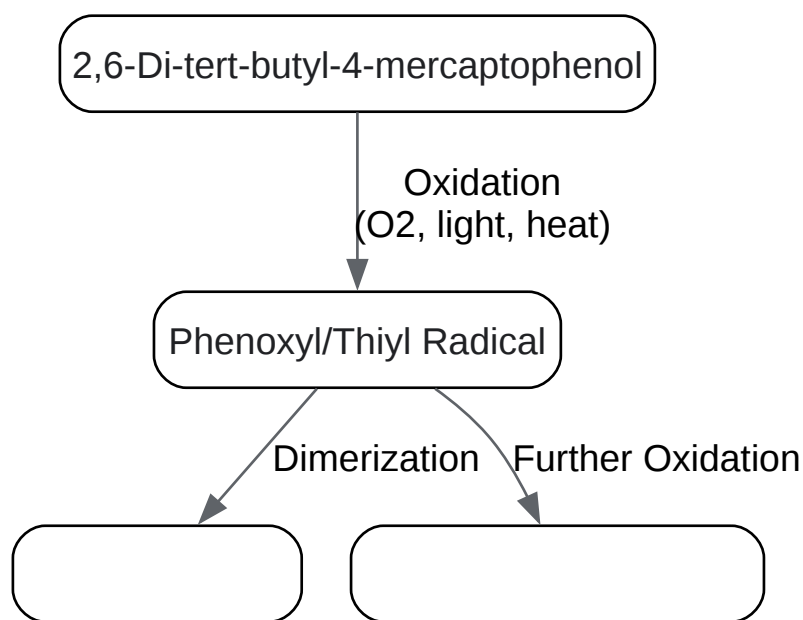 2,6-Di-tert-butyl-4-mercaptophenol
Oxidation
(O2, light, heat)
Phenoxyl/Thiyl Radical
Dimerization
Further Oxidation